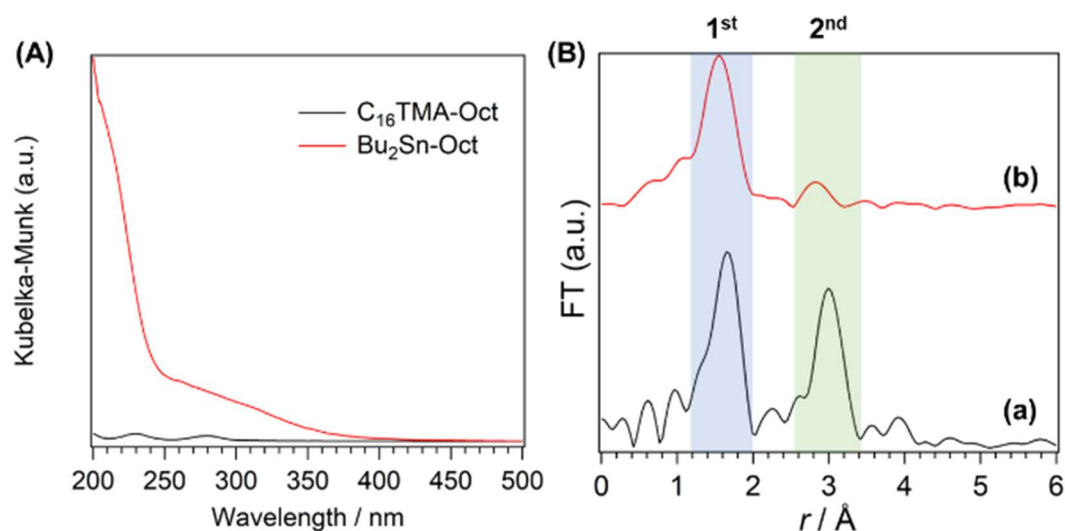 (A)
Kubelka-Munk (a.u.)
C₁₆TMA-Oct
Bu₂Sn-Oct
200 250 300 350 400 450 500
Wavelength / nm
(B)
1ˢᵗ 2ⁿᵈ
FT (a.u.)
(b)
(a)
0 1 2 3 4 5 6
r / Å